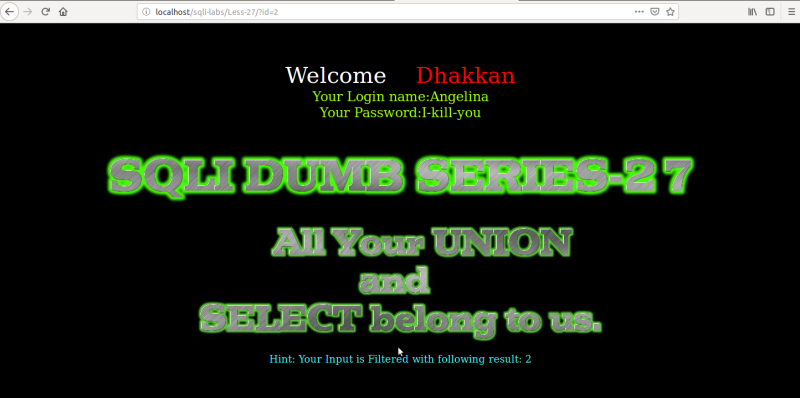 localhost/sqli-labs/Less-27/?id=2
Welcome Dhakkan
Your Login name:Angelina
Your Password:I-kill-you
SQLI DUMB SERIES-27
All Your UNION
and
SELECT belong to us.
Hint: Your Input is Filtered with following result: 2